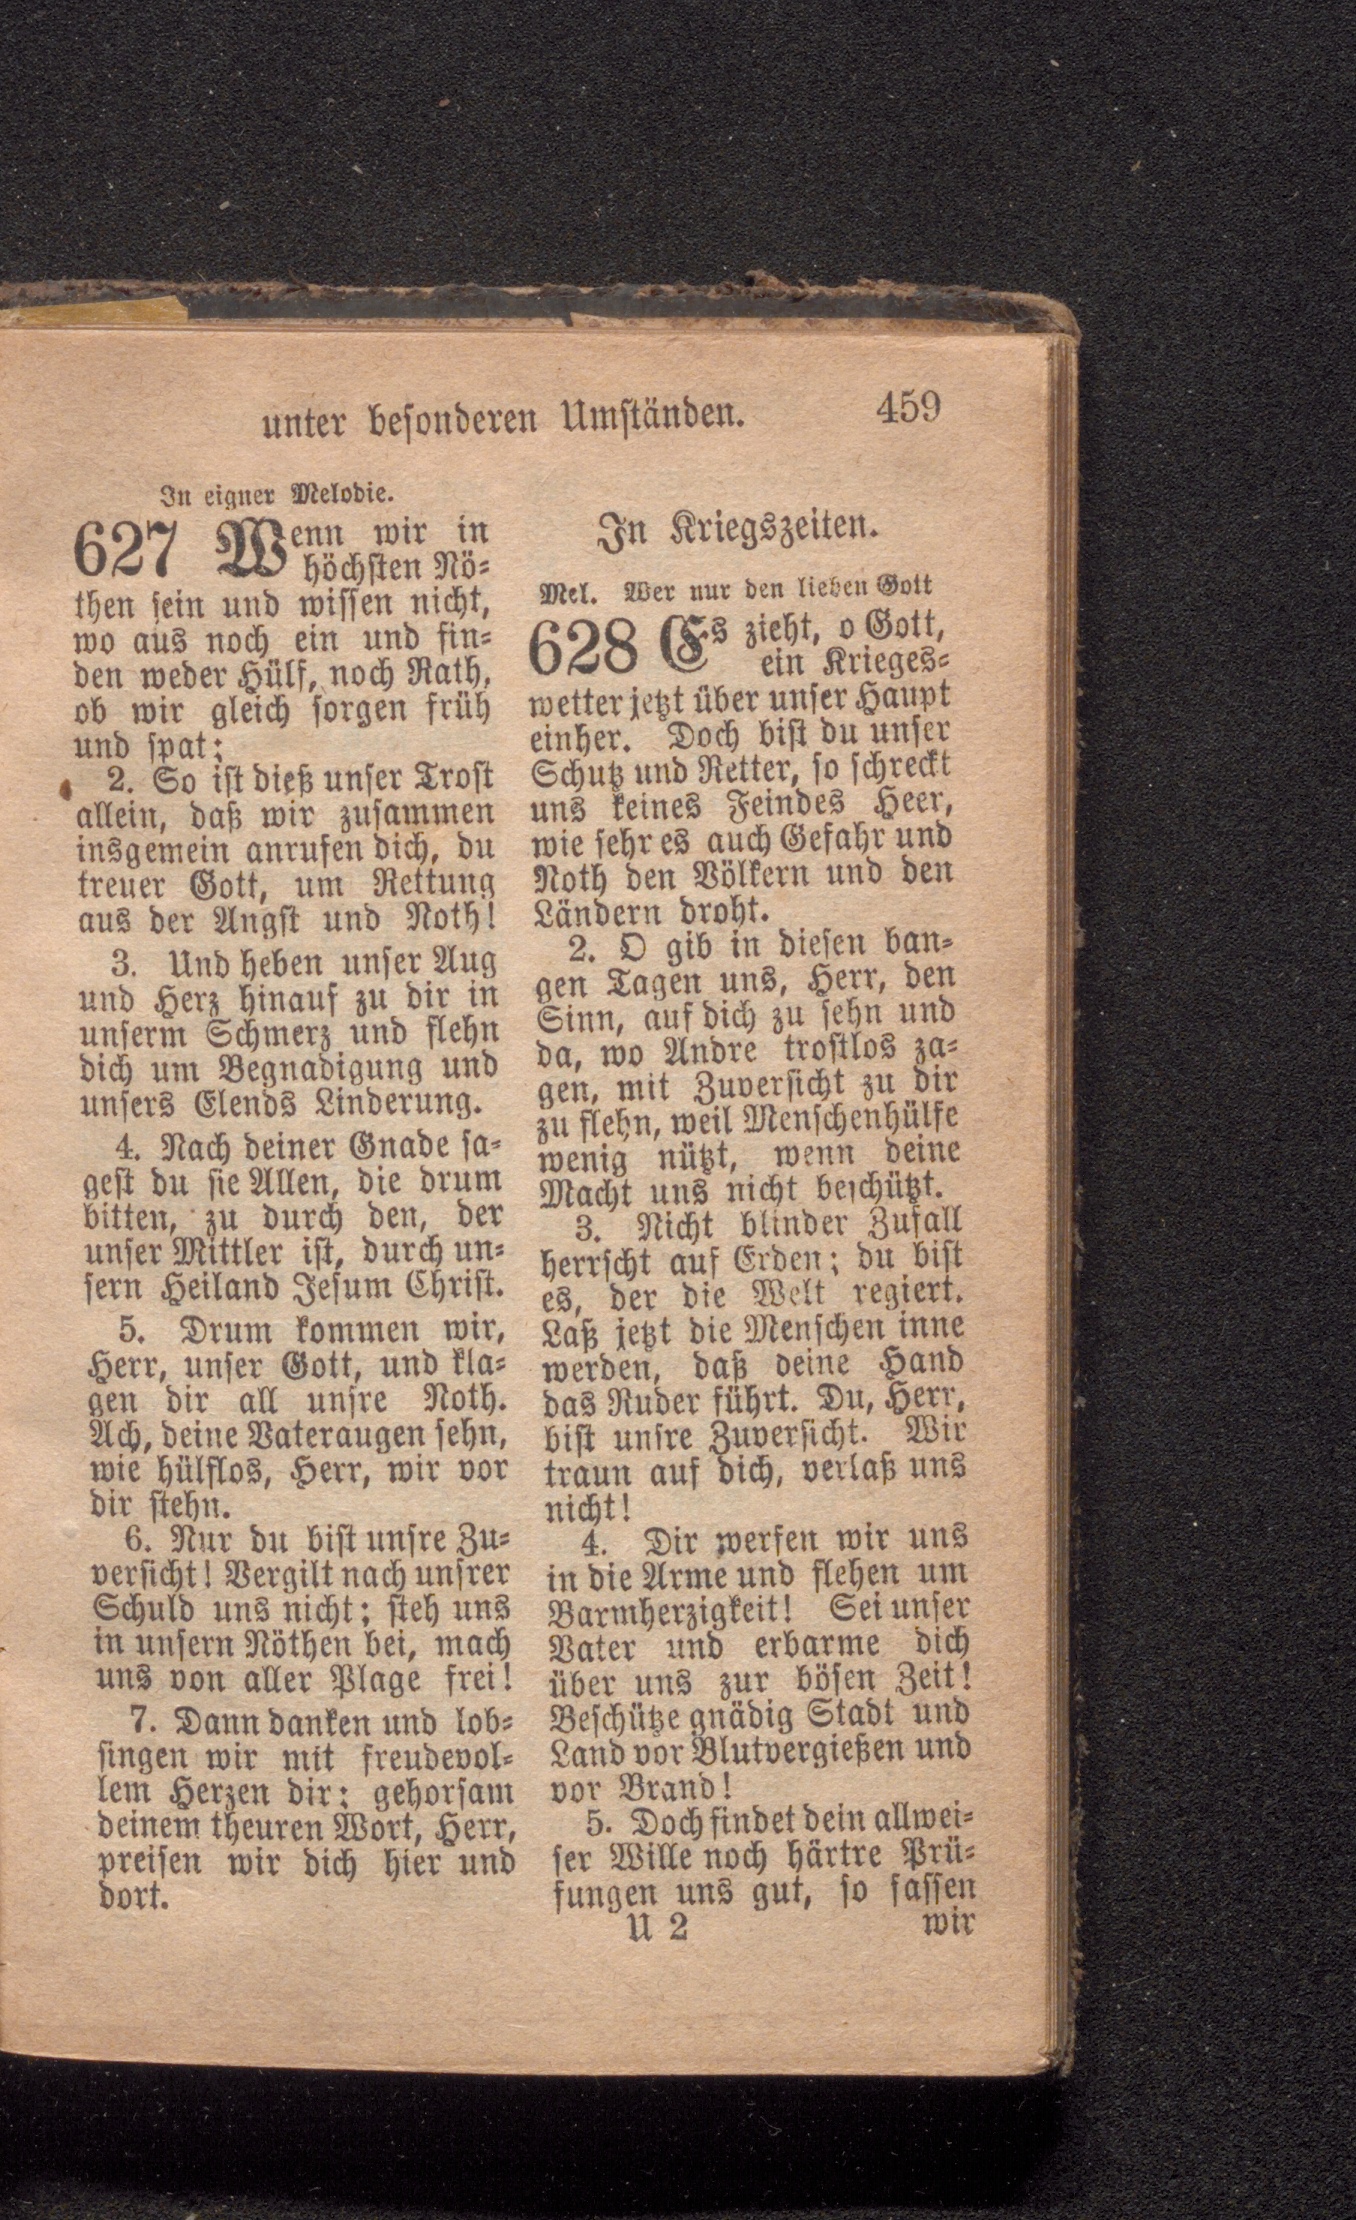 unter besonderen Umständen. 459
In eigner Melodie.
627 Wenn wir in
höchsten Nö-
then sein und wissen nicht,
wo aus noch ein und fin-
den weder Hülf, noch Rath,
ob wir gleich sorgen früh
und spat:
2. So ist dieß unser Trost
allein, daß wir zusammen
insgemein anrufen dich, du
treuer Gott, um Rettung
aus der Angst und Noth!
3. Und heben unser Aug
und Herz hinauf zu dir in
unserm Schmerz und flehn
dich um Begnadigung und
unsers Elends Linderung.
4. Nach deiner Gnade sa-
gest du sie Allen, die drum
bitten, zu durch den, der
unser Mittler ist, durch un-
sern Heiland Jesum Christ.
5. Drum kommen wir,
Herr, unser Gott, und kla-
gen dir all unsre Noth.
Ach, deine Vateraugen sehn,
wie hülflos, Herr, wir vor
dir stehn.
6. Nur du bist unsre Zu-
versicht! Vergilt nach unsrer
Schuld uns nicht; steh uns
in unsern Nöthen bei, mach
uns von aller Plage frei!
7. Dann danken und lob-
singen wir mit freudevol-
lem Herzen dir; gehorsam
deinem theuren Wort, Herr,
preisen wir dich hier und
dort.
In Kriegszeiten.
Mel. Wer nur den lieben Gott
628 Es zieht, o Gott,
ein Krieges-
wetter jetzt über unser Haupt
einher. Doch bist du unser
Schutz und Retter, so schreckt
uns keines Feindes Heer,
wie sehr es auch Gefahr und
Noth den Völkern und den
Ländern droht.
2. O gib in diesen ban-
gen Tagen uns, Herr, den
Sinn, auf dich zu sehn und
da, wo Andre trostlos za-
gen, mit Zuversicht zu dir
zu flehn, weil Menschenhülfe
wenig nützt, wenn deine
Macht uns nicht beschützt.
3. Nicht blinder Zufall
herrscht auf Erden; du bist
es, der die Welt regiert.
Laß jetzt die Menschen inne
werden, daß deine Hand
das Ruder führt. Du, Herr,
bist unsre Zuversicht. Wir
traun auf dich, verlaß uns
nicht!
4. Dir werfen wir uns
in die Arme und flehen um
Barmherzigkeit! Sei unser
Vater und erbarme dich
über uns zur bösen Zeit!
Beschütze gnädig Stadt und
Land vor Blutvergießen und
vor Brand!
5. Doch findet dein allwei-
ser Wille noch härtre Prü-
fungen uns gut, so fassen
U 2 wir